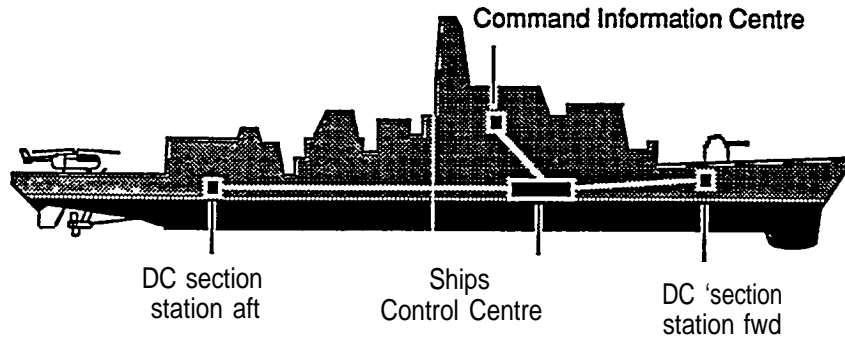 Command Information Centre
DC section
station aft
Ships
Control Centre
DC ‘section
station fwd